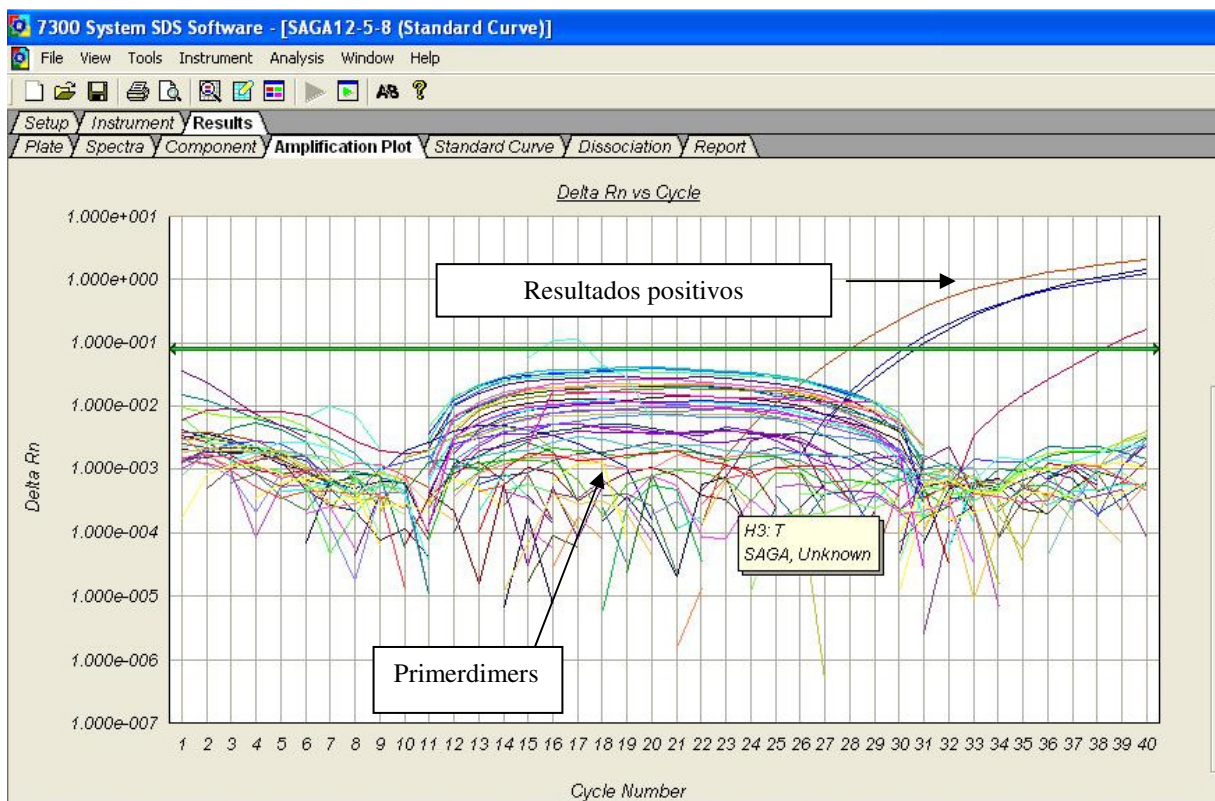 7300 System SDS Software - [SAGA12-5-8 (Standard Curve)]
File View Tools Instrument Analysis Window Help
Setup Instrument Results
Plate Spectra Component Amplification Plot Standard Curve Dissociation Report
Delta Rn vs Cycle
1.000e+001
1.000e+000
1.000e-001
1.000e-002
1.000e-003
1.000e-004
1.000e-005
1.000e-006
1.000e-007
Delta Rn
Resultados positivos
H3: T
SAGA, Unknown
Primerdimers
1 2 3 4 5 6 7 8 9 10 11 12 13 14 15 16 17 18 19 20 21 22 23 24 25 26 27 28 29 30 31 32 33 34 35 36 37 38 39 40
Cycle Number